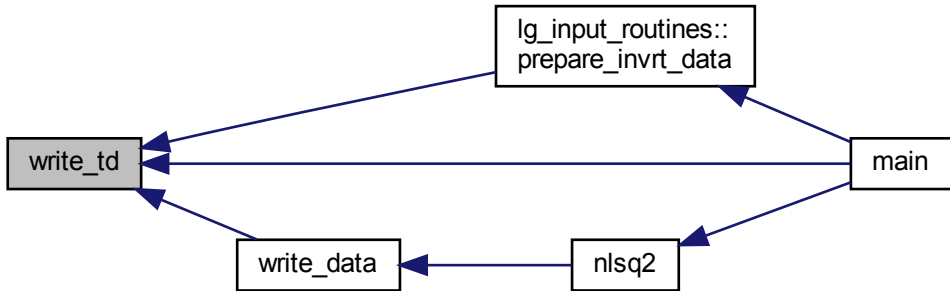 lg_input_routines::
prepare_invrt_data
write_td
main
write_data
nlsq2